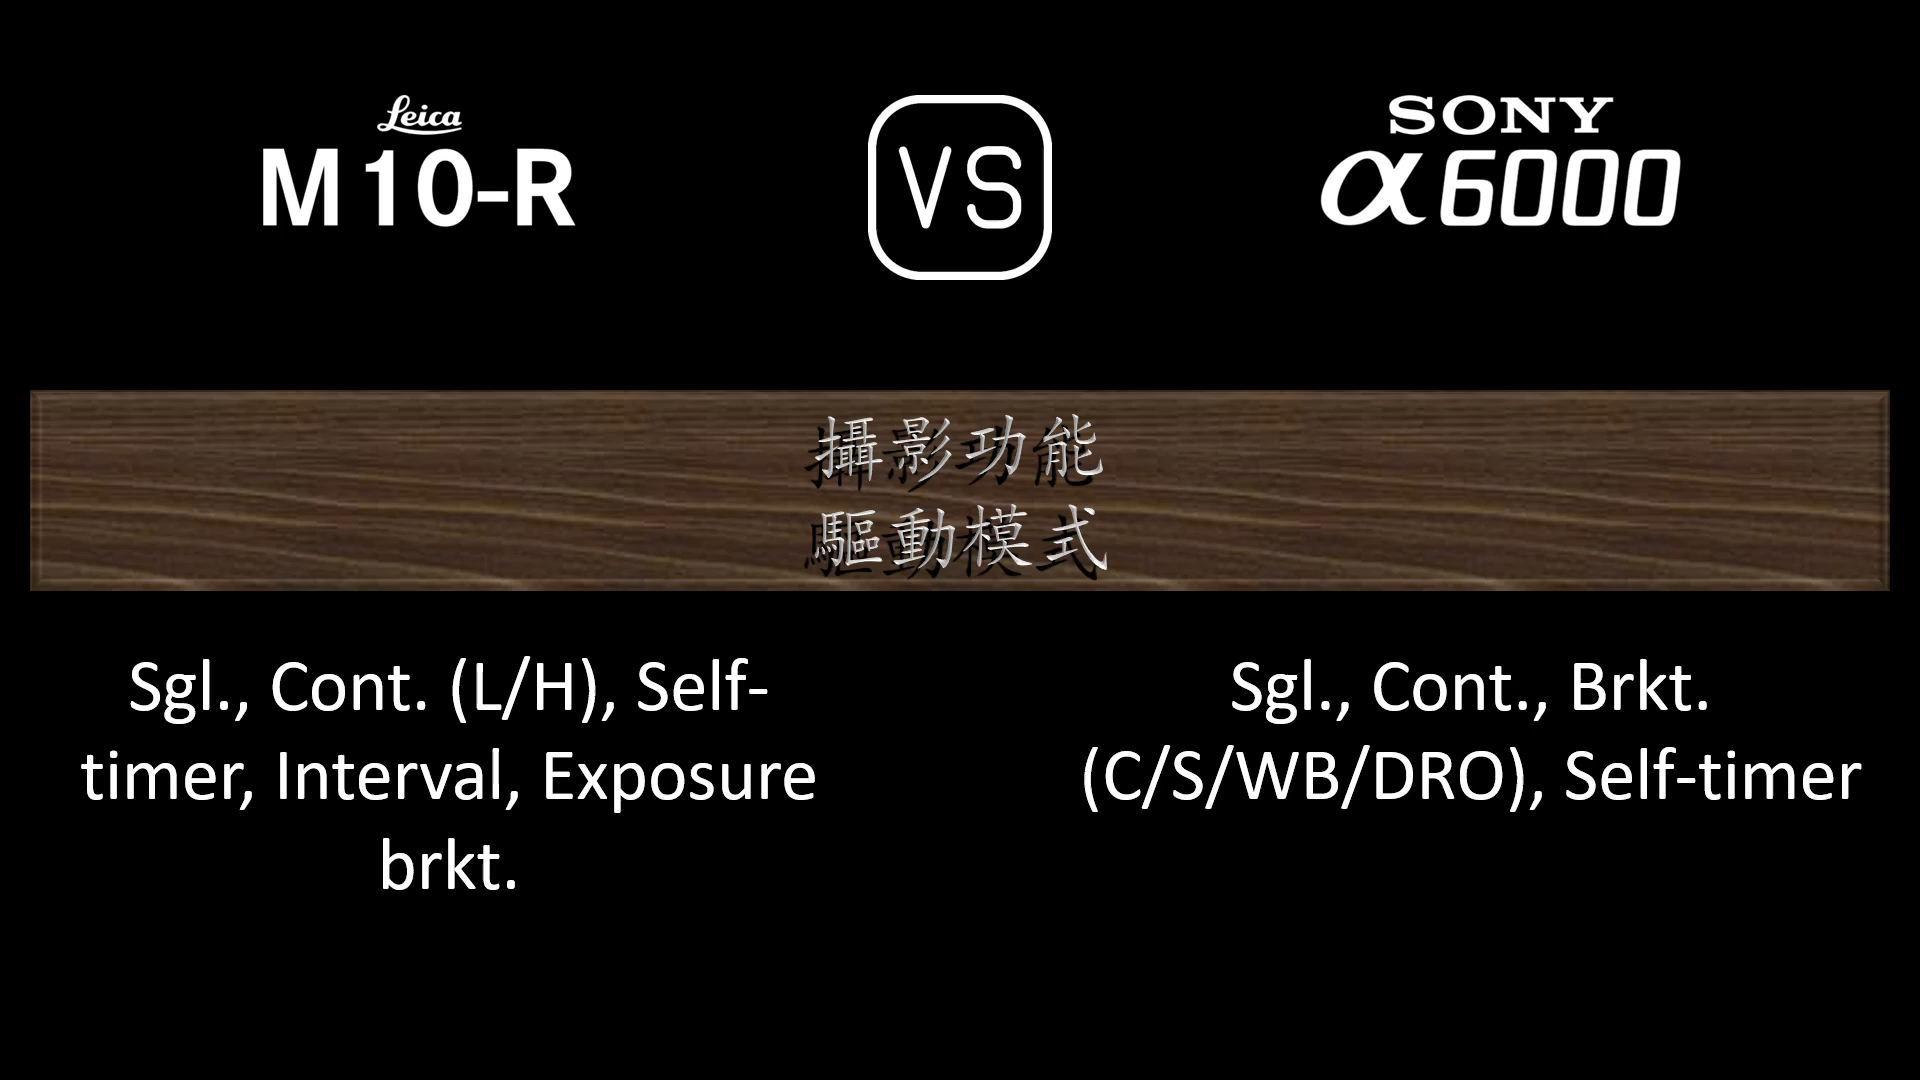 Leica
M10-R
VS
SONY
α6000
攝影功能
驅動模式
Sgl., Cont. (L/H), Self-
timer, Interval, Exposure
brkt.
Sgl., Cont., Brkt.
(C/S/WB/DRO), Self-timer